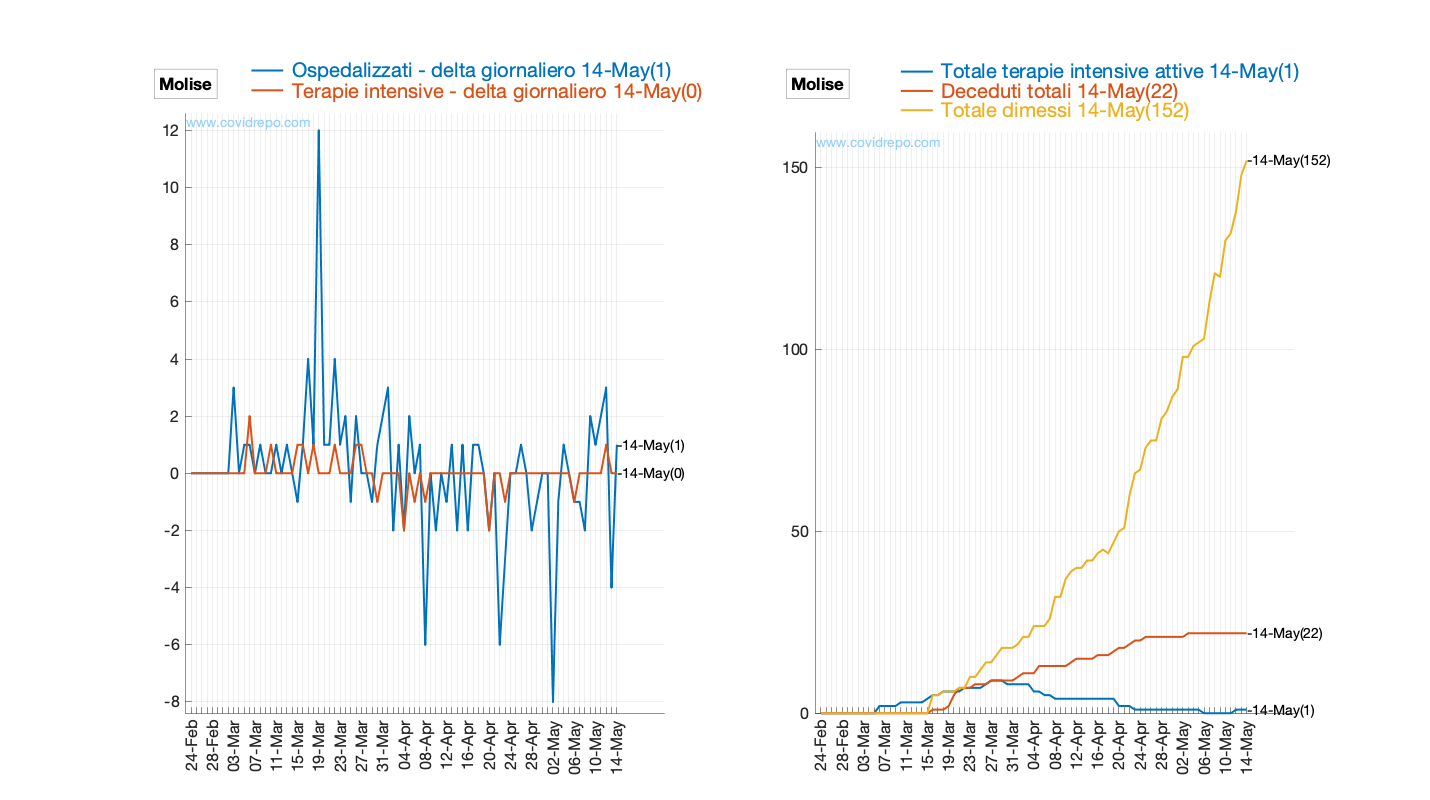 Molise
Ospedalizzati - delta giornaliero 14-May(1)
Terapie intensive - delta giornaliero 14-May(0)
www.covidrepo.com
12
10
8
6
4
2
0
-2
-4
-6
-8
-14-May(1)
-14-May(0)
24-Feb
28-Feb
03-Mar
07-Mar
11-Mar
15-Mar
19-Mar
23-Mar
27-Mar
31-Mar
04-Apr
08-Apr
12-Apr
16-Apr
20-Apr
24-Apr
28-Apr
02-May
06-May
10-May
14-May
Molise
Totale terapie intensive attive 14-May(1)
Deceduti totali 14-May(22)
Totale dimessi 14-May(152)
www.covidrepo.com
150
100
50
0
-14-May(152)
-14-May(22)
-14-May(1)
24-Feb
28-Feb
03-Mar
07-Mar
11-Mar
15-Mar
19-Mar
23-Mar
27-Mar
31-Mar
04-Apr
08-Apr
12-Apr
16-Apr
20-Apr
24-Apr
28-Apr
02-May
06-May
10-May
14-May